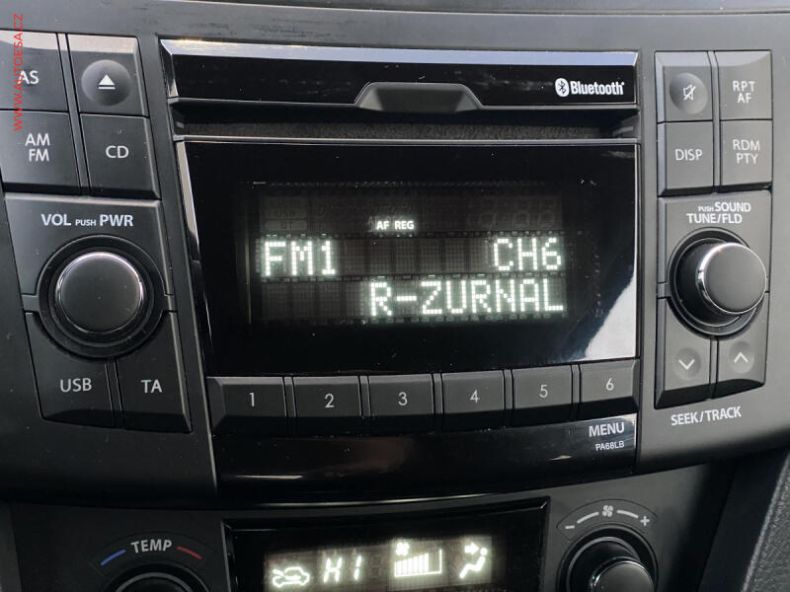 WWW.AUTOESA.CZ
AS
Bluetooth
RPT
AF
AM
FM
CD
DISP
RDM
PTY
VOL PUSH PWR
PUSH SOUND
TUNE/FLD
AF REG
FM1 CH6
R-ZURNAL
USB
TA
1 2 3 4 5 6
SEEK/TRACK
MENU
PA68LB
TEMP
HI